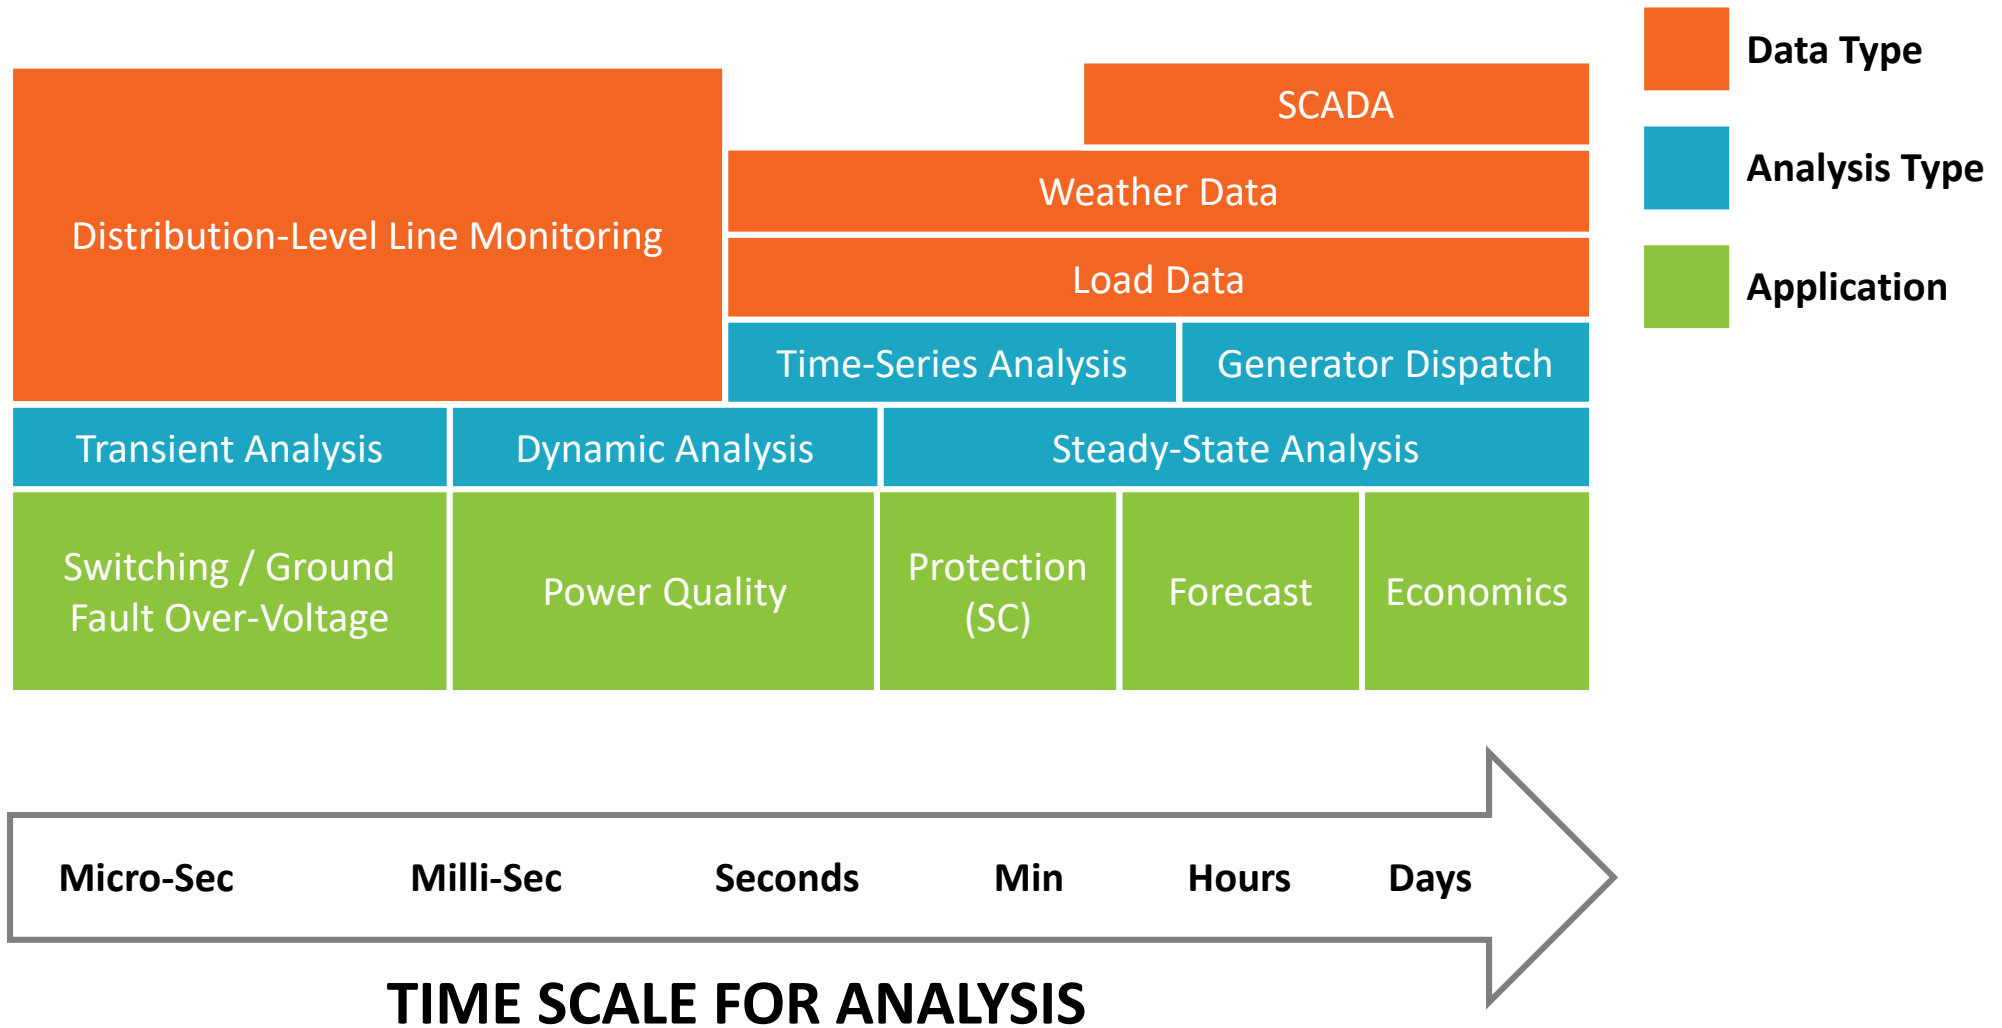 Data Type
Analysis Type
Application
SCADA
Weather Data
Distribution-Level Line Monitoring
Load Data
Time-Series Analysis
Generator Dispatch
Transient Analysis
Dynamic Analysis
Steady-State Analysis
Switching / Ground
Fault Over-Voltage
Power Quality
Protection
(SC)
Forecast
Economics
Micro-Sec
Milli-Sec
Seconds
Min
Hours
Days
TIME SCALE FOR ANALYSIS